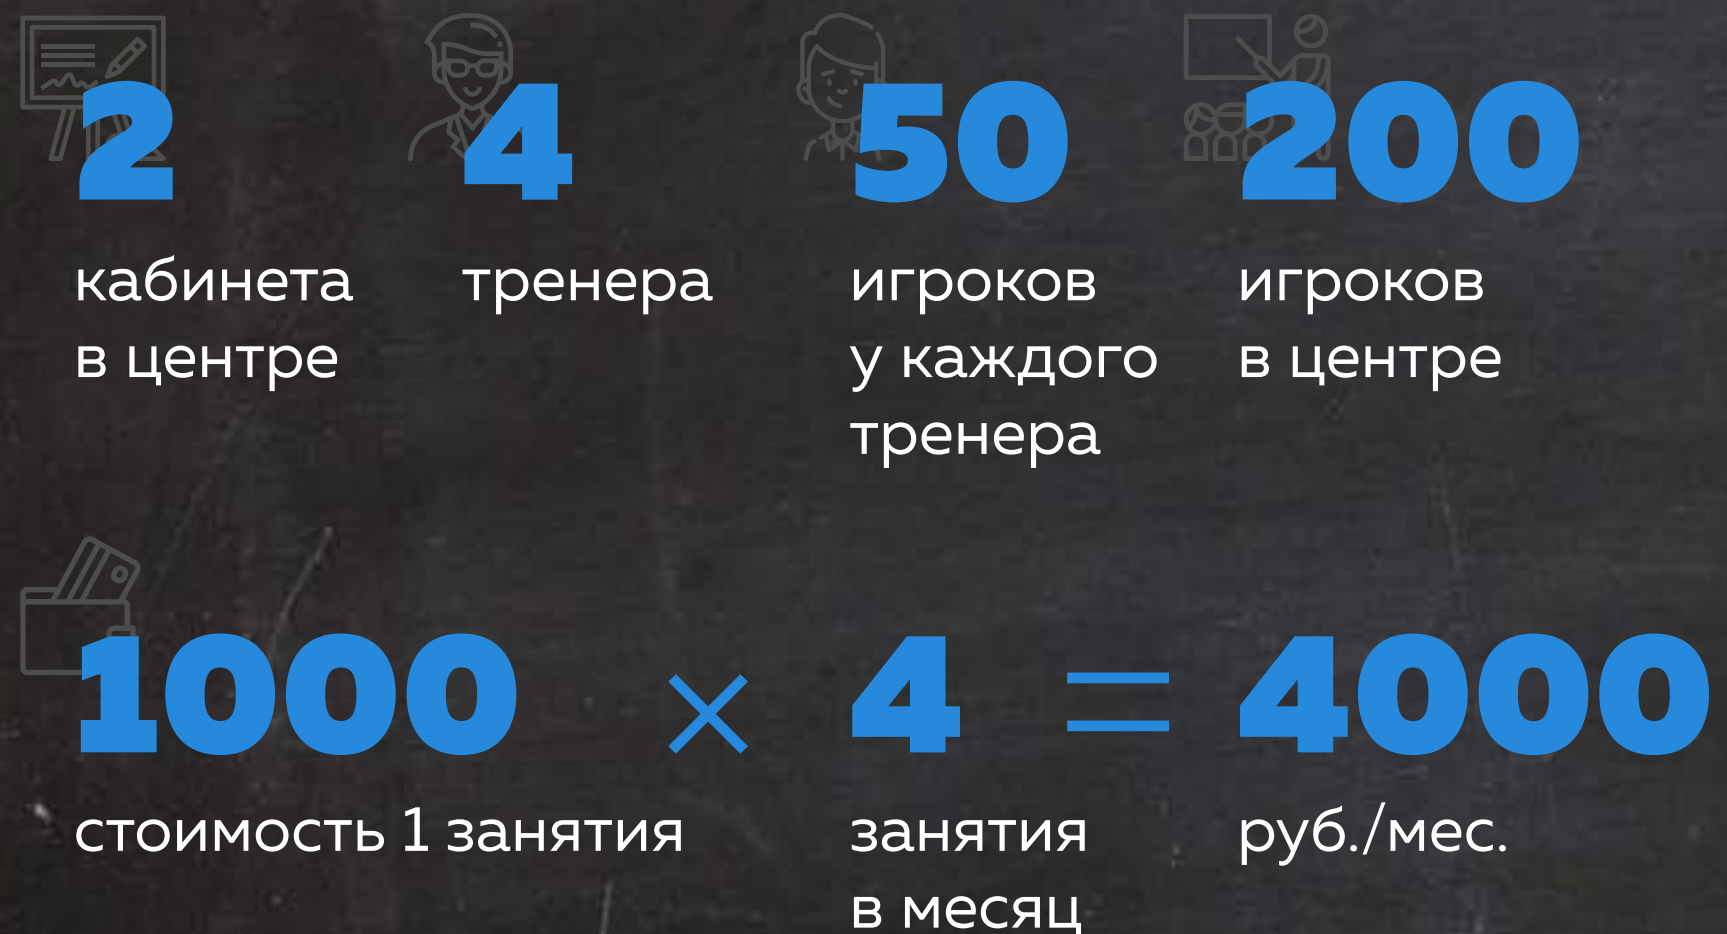 2
кабинета
в центре
4
тренера
50
игроков
у каждого
тренера
200
игроков
в центре
1000
стоимость 1 занятия
×
4
занятия
в месяц
=
4000
руб./мес.